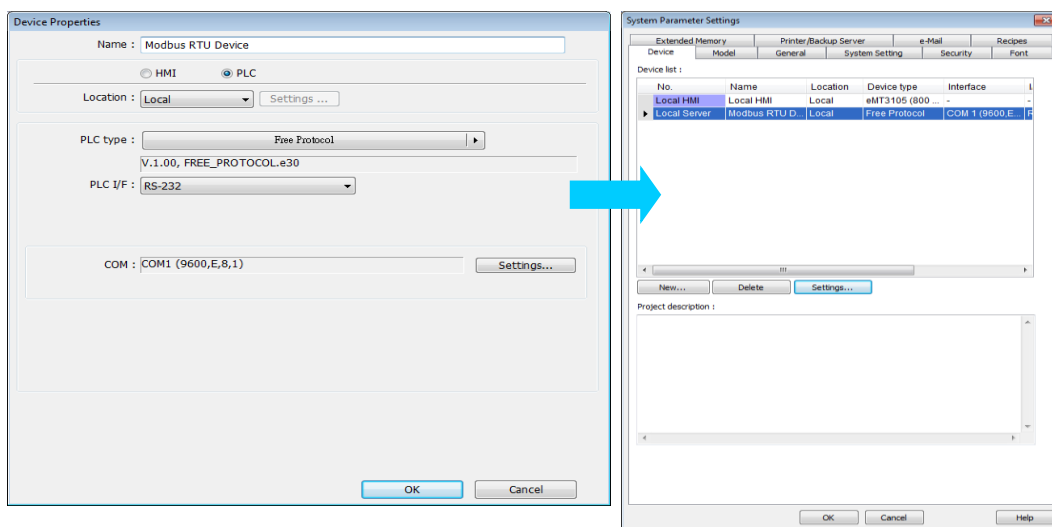 Device Properties
Name : Modbus RTU Device
HMI PLC
Location : Local Settings ...
PLC type : Free Protocol
V.1.00, FREE_PROTOCOL.e30
PLC I/F : RS-232
COM : COM1 (9600,E,8,1) Settings...
OK Cancel
System Parameter Settings
Extended Memory Printer/Backup Server e-Mail Recipes
Device Model General System Setting Security Font
Device list :
No. Name Location Device type Interface
Local HMI Local HMI Local eMT3105 (800 ... - -
Local Server Modbus RTU D... Local Free Protocol COM 1 (9600,E...
New... Delete Settings...
Project description :
OK Cancel Help